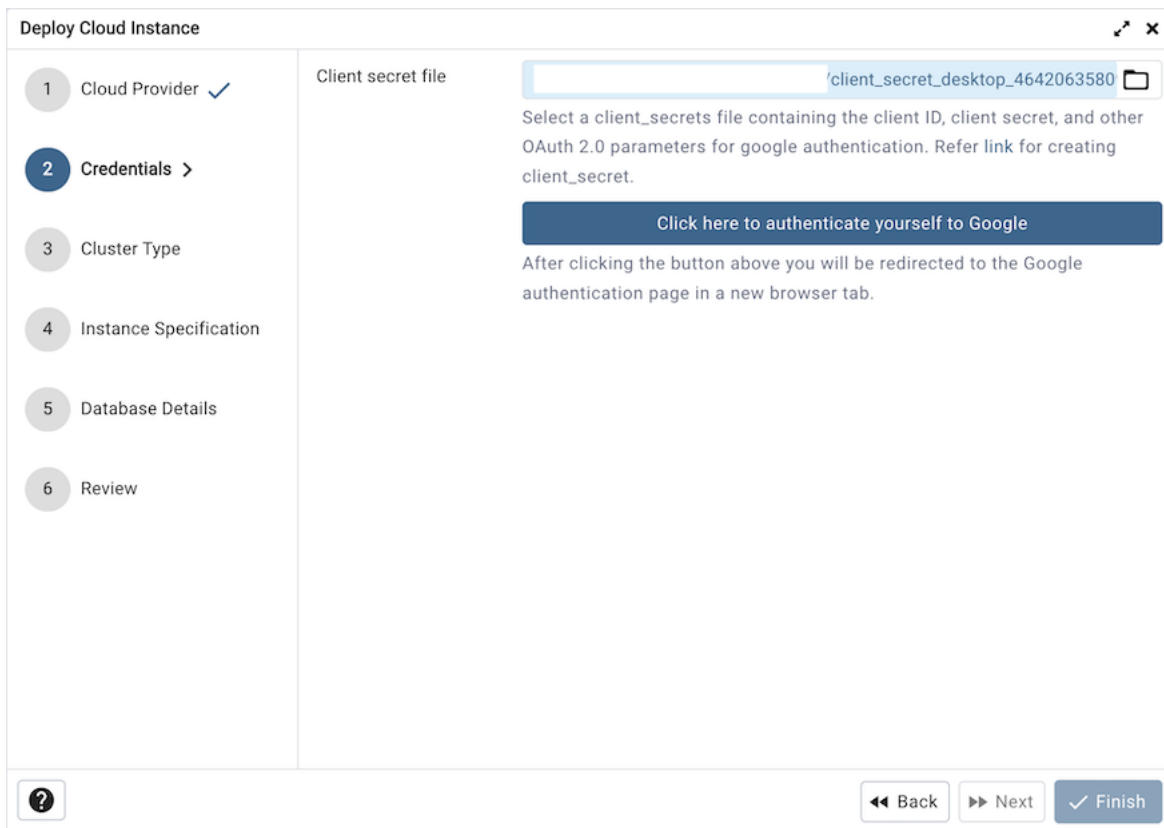 Deploy Cloud Instance
1 Cloud Provider
2 Credentials
3 Cluster Type
4 Instance Specification
5 Database Details
6 Review
Client secret file
/client_secret_desktop_4642063580
Select a client_secrets file containing the client ID, client secret, and other
OAuth 2.0 parameters for google authentication. Refer link for creating
client_secret.
Click here to authenticate yourself to Google
After clicking the button above you will be redirected to the Google
authentication page in a new browser tab.
? Back Next Finish